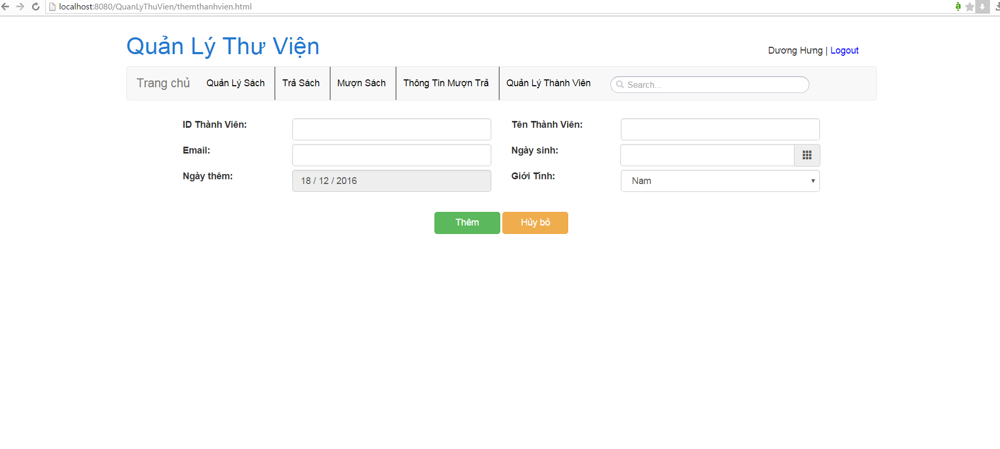 localhost:8080/QuanLyThuVien/themthanhvien.html
Quản Lý Thư Viện
Dương Hưng | Logout
Trang chủ Quản Lý Sách Trả Sách Mượn Sách Thông Tin Mượn Trả Quản Lý Thành Viên Search...
ID Thành Viên: Tên Thành Viên:
Email: Ngày sinh:
Ngày thêm: 18 / 12 / 2016 Giới Tính: Nam
Thêm Hủy bỏ